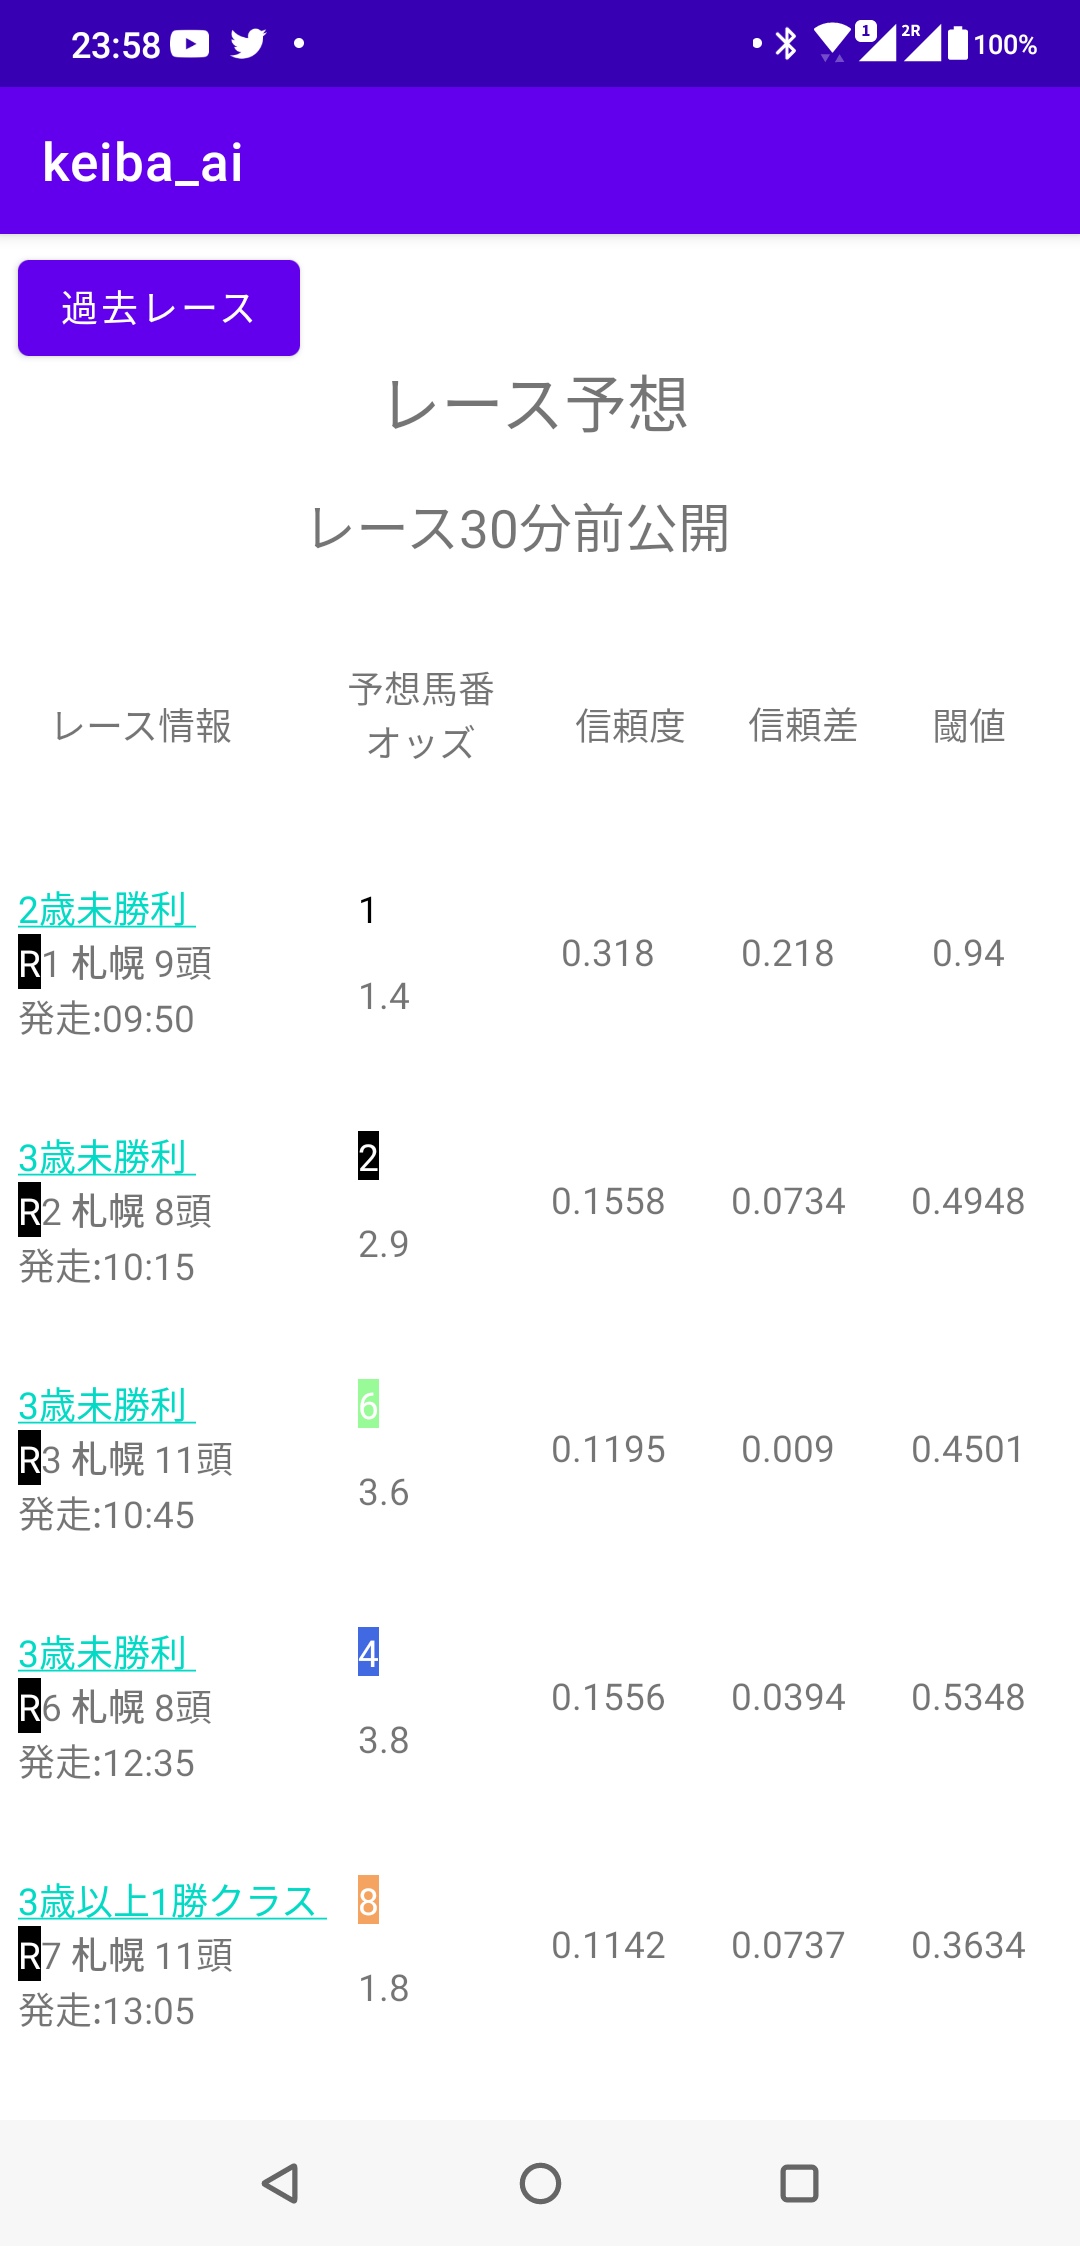 23:58
1 2R 100%
keiba_ai
過去レース
レース予想
レース30分前公開
レース情報 予想馬番 オッズ 信頼度 信頼差 閾値
2歳未勝利 1
R1 札幌 9頭 0.318 0.218 0.94
発走:09:50 1.4
3歳未勝利 2
R2 札幌 8頭 0.1558 0.0734 0.4948
発走:10:15 2.9
3歳未勝利 6
R3 札幌 11頭 0.1195 0.009 0.4501
発走:10:45 3.6
3歳未勝利 4
R6 札幌 8頭 0.1556 0.0394 0.5348
発走:12:35 3.8
3歳以上1勝クラス 8
R7 札幌 11頭 0.1142 0.0737 0.3634
発走:13:05 1.8